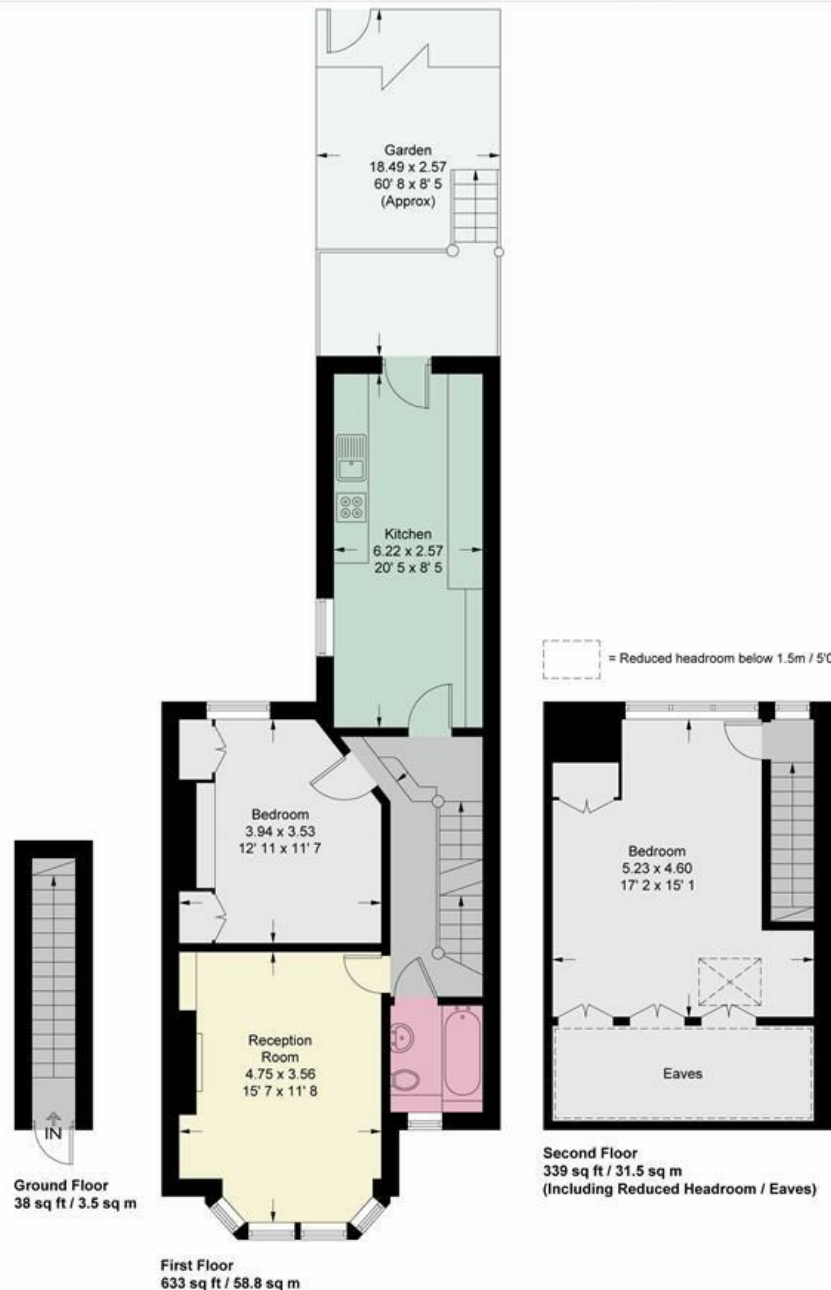 Garden
18.49 x 2.57
60' 8 x 8' 5
(Approx)
Kitchen
6.22 x 2.57
20' 5 x 8' 5
= Reduced headroom below 1.5m / 5'0
Bedroom
3.94 x 3.53
12' 11 x 11' 7
Bedroom
5.23 x 4.60
17' 2 x 15' 1
Reception
Room
4.75 x 3.56
15' 7 x 11' 8
Eaves
IN
Ground Floor
38 sq ft / 3.5 sq m
Second Floor
339 sq ft / 31.5 sq m
(Including Reduced Headroom / Eaves)
First Floor
633 sq ft / 58.8 sq m